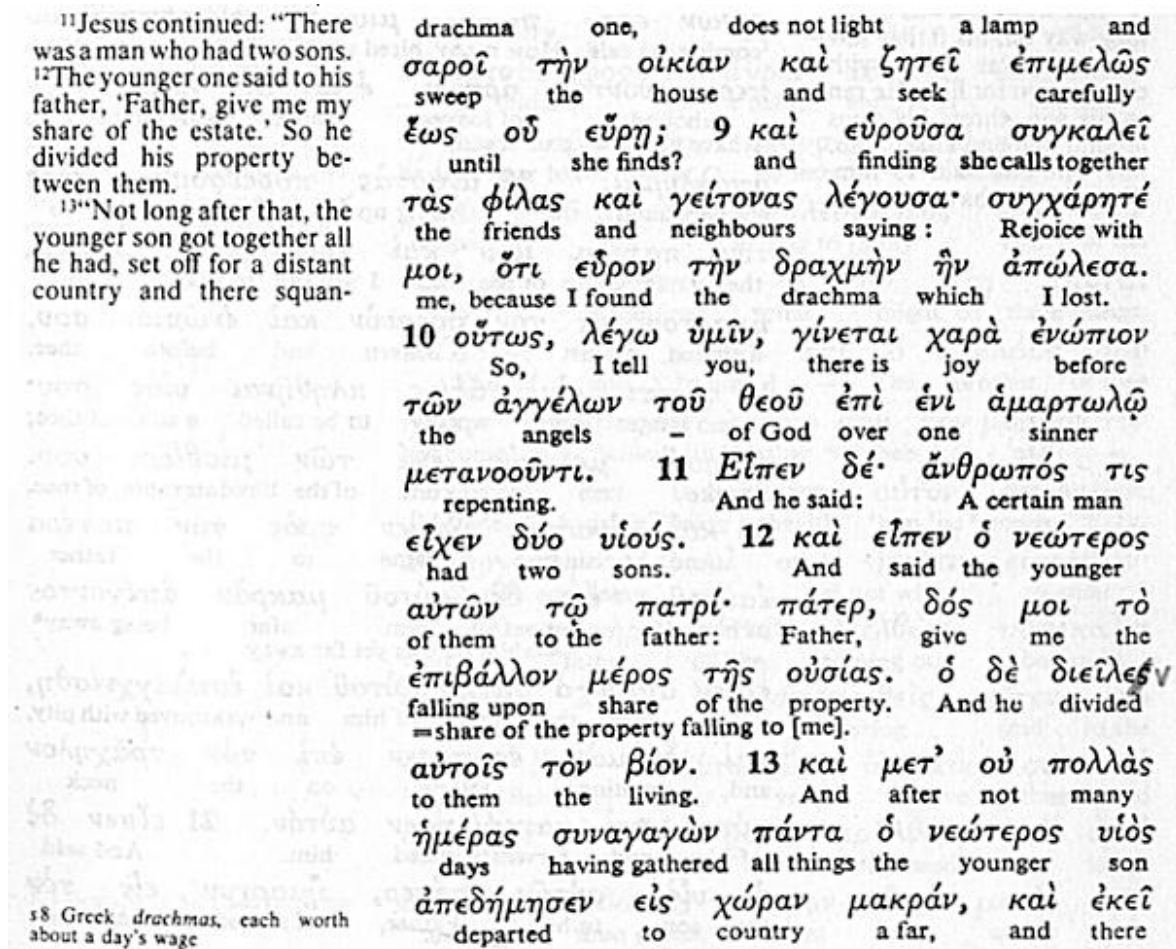 ¹¹Jesus continued: "There
was a man who had two sons.
¹²The younger one said to his
father, 'Father, give me my
share of the estate.' So he
divided his property be-
tween them.
¹³"Not long after that, the
younger son got together all
he had, set off for a distant
country and there squan-
s8 Greek drachmas, each worth
about a day's wage
drachma one, does not light a lamp and
σαροῖ τὴν οἰκίαν καὶ ζητεῖ ἐπιμελῶς
sweep the house and seek carefully
ἕως οὗ εὕρῃ; 9 καὶ εὑροῦσα συγκαλεῖ
until she finds? and finding she calls together
τὰς φίλας καὶ γείτονας λέγουσα· συγχάρητέ
the friends and neighbours saying : Rejoice with
μοι, ὅτι εὗρον τὴν δραχμὴν ἣν ἀπώλεσα.
me, because I found the drachma which I lost.
10 οὕτως, λέγω ὑμῖν, γίνεται χαρὰ ἐνώπιον
So, I tell you, there is joy before
τῶν ἀγγέλων τοῦ θεοῦ ἐπὶ ἑνὶ ἁμαρτωλῷ
the angels – of God over one sinner
μετανοοῦντι. 11 Εἶπεν δέ· ἄνθρωπός τις
repenting. And he said: A certain man
εἶχεν δύο υἱούς. 12 καὶ εἶπεν ὁ νεώτερος
had two sons. And said the younger
αὐτῶν τῷ πατρί· πάτερ, δός μοι τὸ
of them to the father: Father, give me the
ἐπιβάλλον μέρος τῆς οὐσίας. ὁ δὲ διεῖλεν
falling upon share of the property. And he divided
=share of the property falling to [me].
αὐτοῖς τὸν βίον. 13 καὶ μετ' οὐ πολλὰς
to them the living. And after not many
ἡμέρας συναγαγὼν πάντα ὁ νεώτερος υἱὸς
days having gathered all things the younger son
ἀπεδήμησεν εἰς χώραν μακράν, καὶ ἐκεῖ
departed to country a far, and there